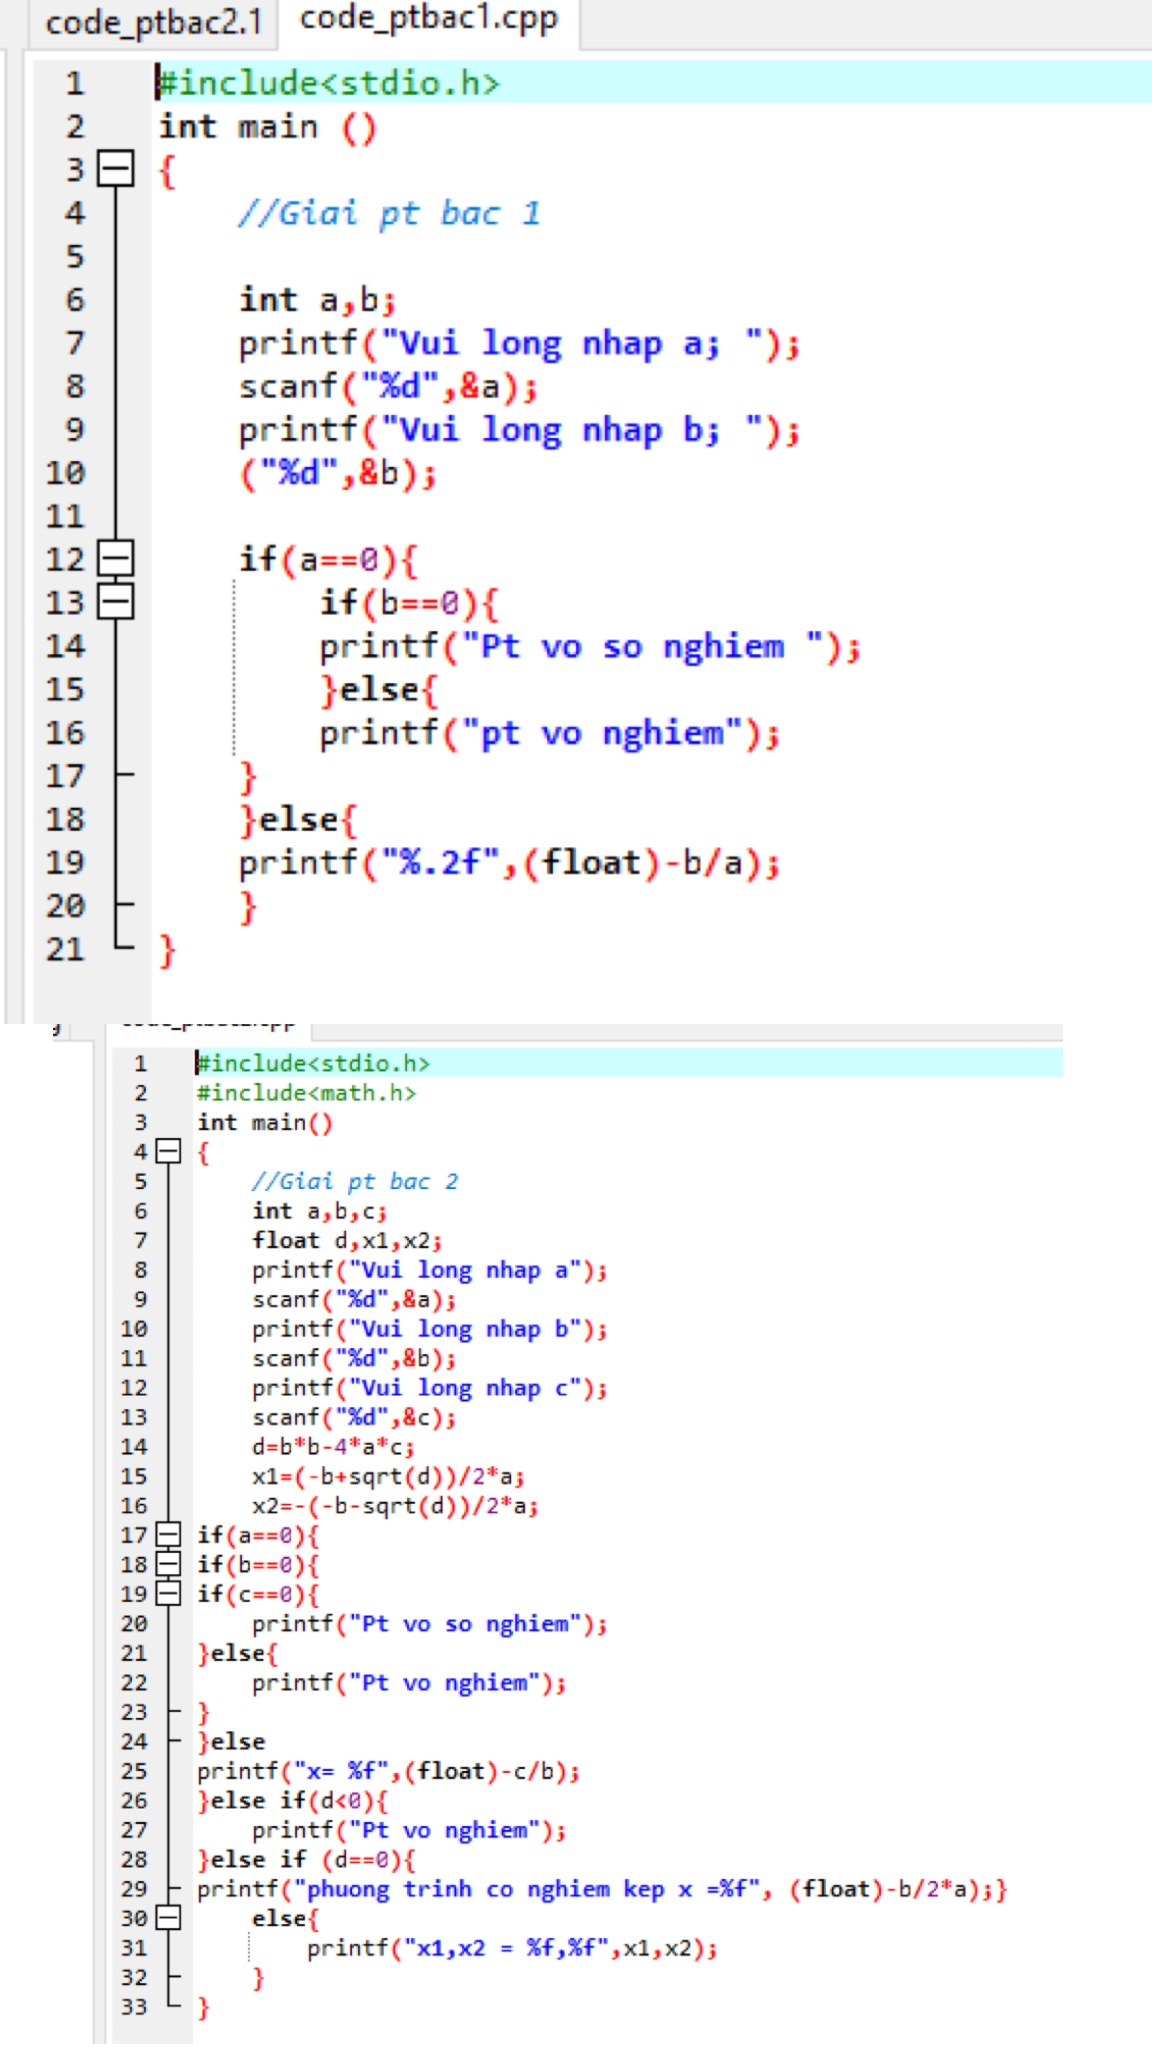 code_ptbac2.1 code_ptbac1.cpp
1 #include<stdio.h>
2 int main ()
3 {
4 //Giai pt bac 1
5
6 int a,b;
7 printf("Vui long nhap a; ");
8 scanf("%d",&a);
9 printf("Vui long nhap b; ");
10 ("%d",&b);
11
12 if(a==0){
13 if(b==0){
14 printf("Pt vo so nghiem ");
15 }else{
16 printf("pt vo nghiem");
17 }
18 }else{
19 printf("%.2f",(float)-b/a);
20 }
21 }
1 #include<stdio.h>
2 #include<math.h>
3 int main()
4 {
5 //Giai pt bac 2
6 int a,b,c;
7 float d,x1,x2;
8 printf("Vui long nhap a");
9 scanf("%d",&a);
10 printf("Vui long nhap b");
11 scanf("%d",&b);
12 printf("Vui long nhap c");
13 scanf("%d",&c);
14 d=b*b-4*a*c;
15 x1=(-b+sqrt(d))/2*a;
16 x2=-(-b-sqrt(d))/2*a;
17 if(a==0){
18 if(b==0){
19 if(c==0){
20 printf("Pt vo so nghiem");
21 }else{
22 printf("Pt vo nghiem");
23 }
24 }else
25 printf("x= %f",(float)-c/b);
26 }else if(d<0){
27 printf("Pt vo nghiem");
28 }else if (d==0){
29 printf("phuong trinh co nghiem kep x =%f", (float)-b/2*a);}
30 else{
31 printf("x1,x2 = %f,%f",x1,x2);
32 }
33 }